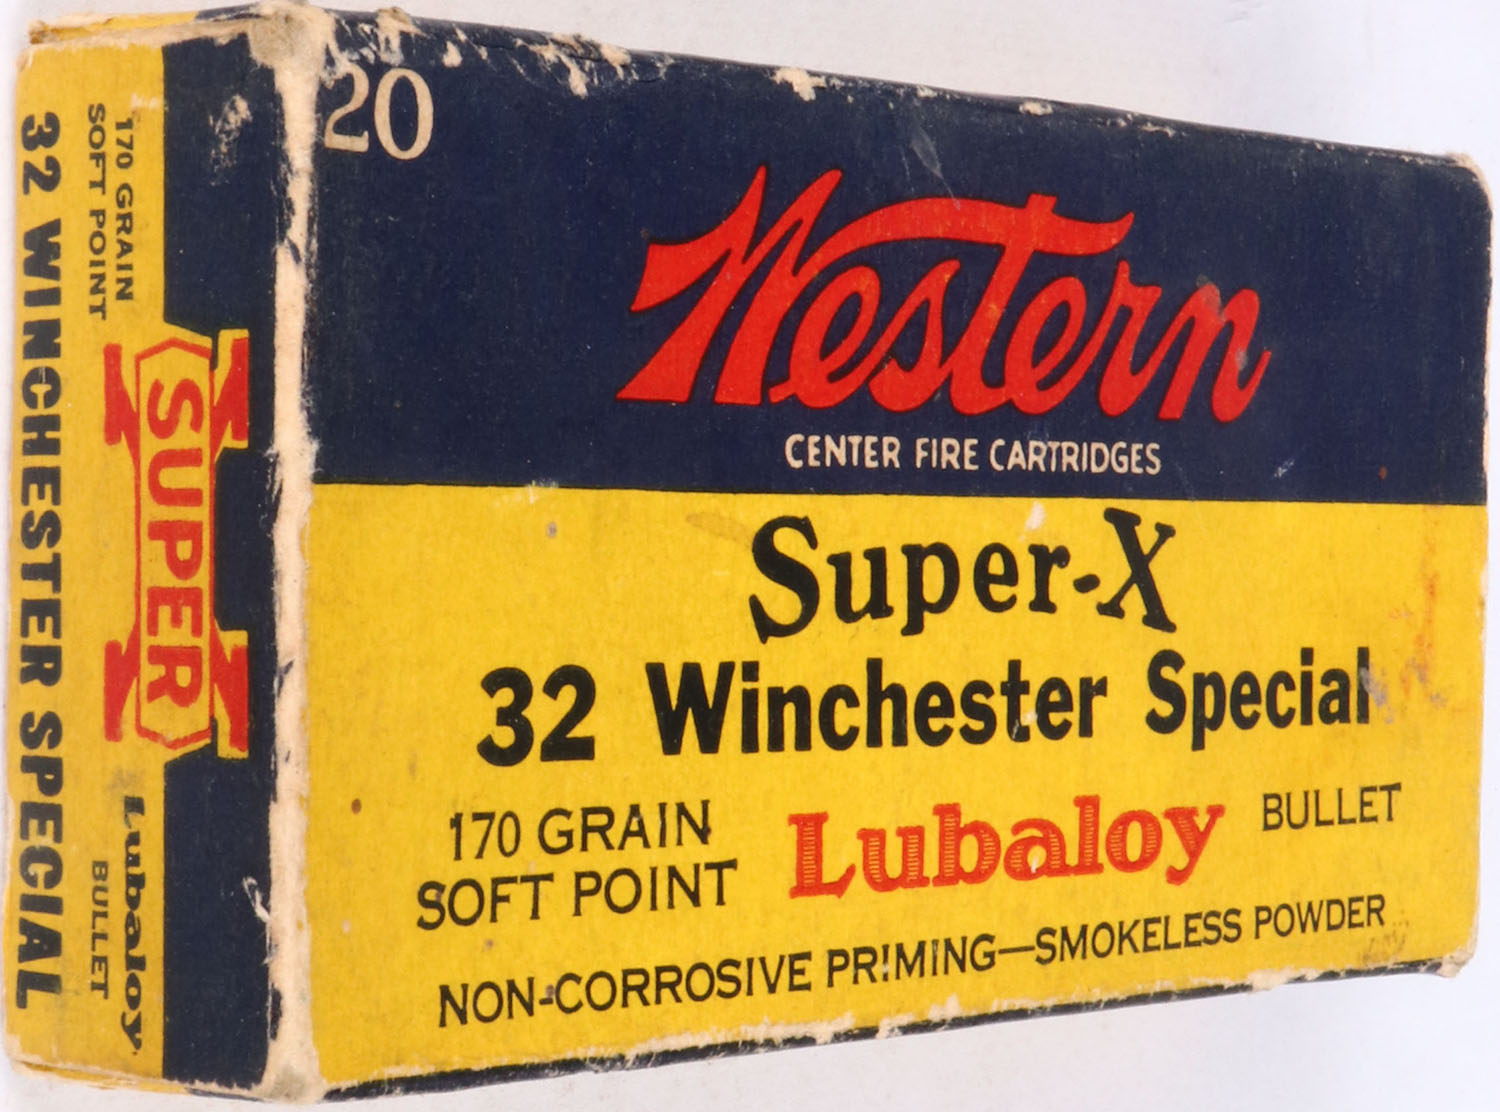 20
Western
CENTER FIRE CARTRIDGES
Super-X
32 Winchester Special
170 GRAIN
SOFT POINT
Lubaloy
BULLET
NON-CORROSIVE PRIMING—SMOKELESS POWDER
SUPER X
170 GRAIN
SOFT POINT
Lubaloy
BULLET
32 WINCHESTER SPECIAL